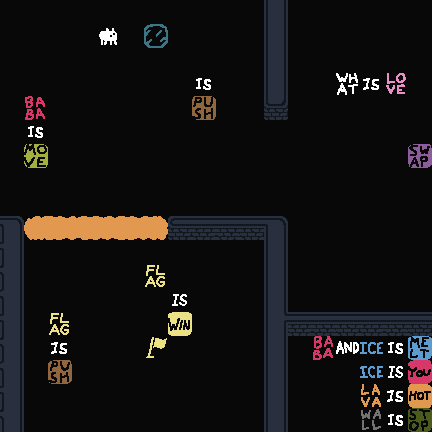 WHAT IS LOVE
IS
PUSH
BABA
IS
MOVE
SWAP
FLAG
IS
WIN
FLAG
IS
PUSH
BABA AND ICE IS MELT
ICE IS YOU
LAVA IS HOT
WALL IS STOP